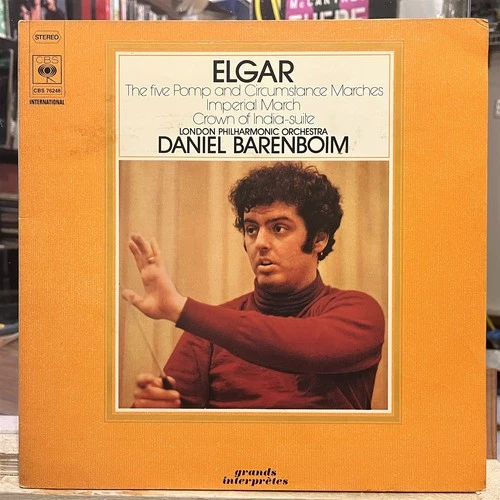 McCARTNEY
STEREO
CBS
CBS 76248
INTERNATIONAL
ELGAR
The five Pomp and Circumstance Marches
Imperial March
Crown of India-suite
LONDON PHILHARMONIC ORCHESTRA
DANIEL BARENBOIM
grands
interprètes